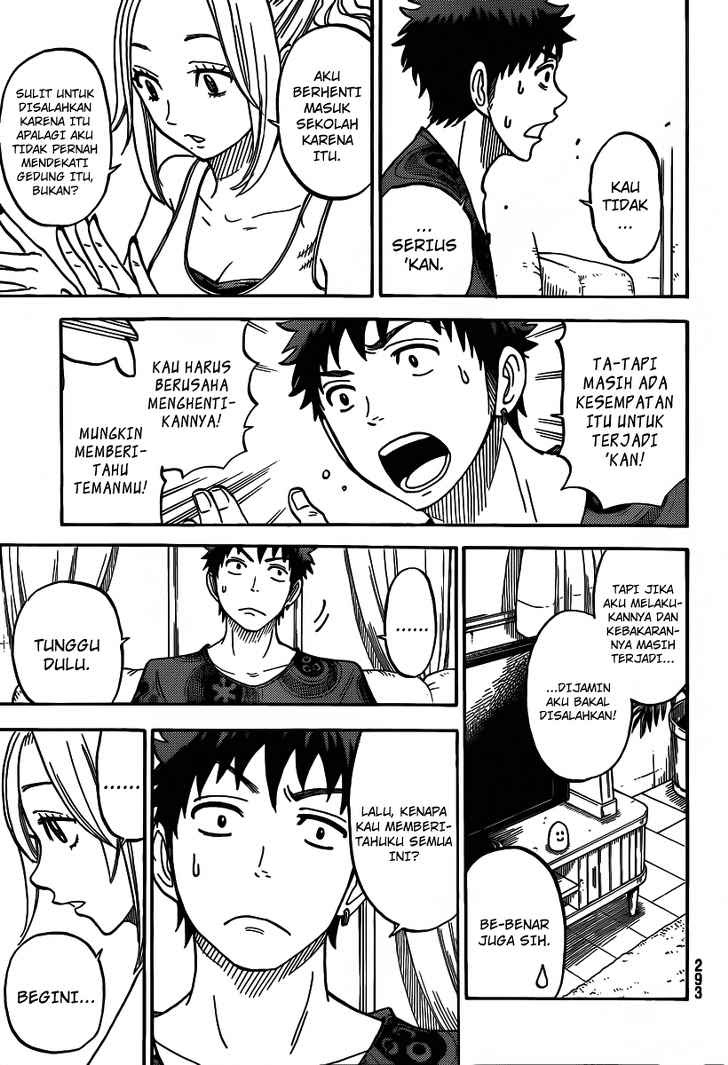 KAU
TIDAK
...
...
SERIUS
'KAN.
AKU
BERHENTI
MASUK
SEKOLAH
KARENA
ITU.
SULIT UNTUK
DISALAHKAN
KARENA ITU
APALAGI AKU
TIDAK PERNAH
MENDEKATI
GEDUNG ITU,
BUKAN?
TA-TAPI
MASIH ADA
KESEMPATAN
ITU UNTUK
TERJADI
'KAN!
KAU HARUS
BERUSAHA
MENGHENTI-
KANNYA!
MUNGKIN
MEMBERI-
TAHU
TEMANMU!
TAPI JIKA
AKU MELAKU-
KANNYA DAN
KEBAKARAN-
NYA MASIH
TERJADI...
...DIJAMIN
AKU BAKAL
DISALAHKAN!
BE-BENAR
JUGA SIH.
.......
TUNGGU
DULU.
LALU, KENAPA
KAU MEMBERI-
TAHUKU SEMUA
INI?
.......
BEGINI...
293